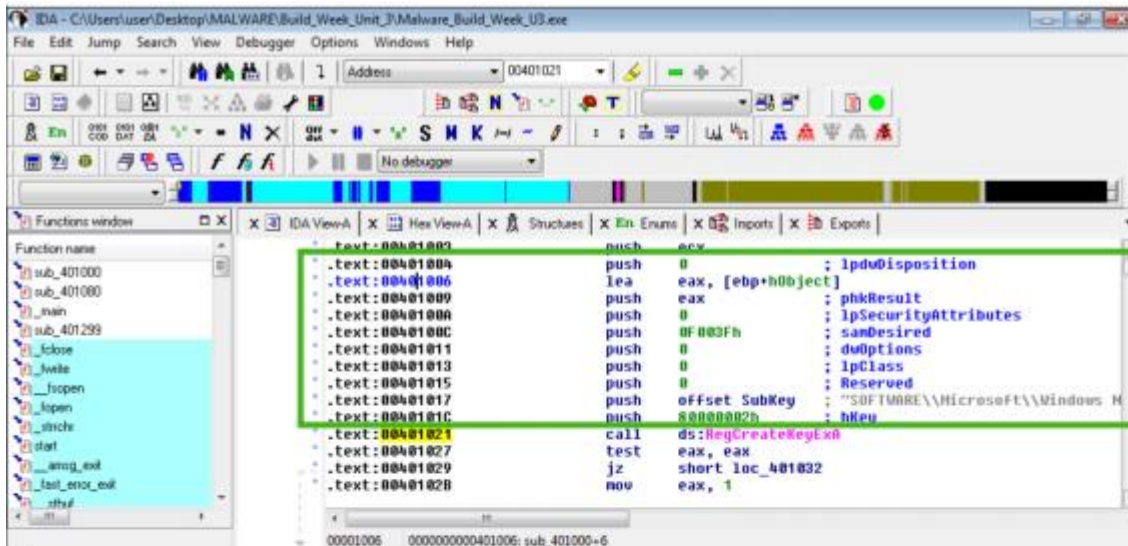 IDA - C:\Users\user\Desktop\MALWARE\Build_Week_Unit_3\Malware_Build_Week_U3.exe
File Edit Jump Search View Debugger Options Windows Help
Address 00401021
No debugger
Functions window
IDA View-A Hex View-A Structures En Enums Imports Exports
Function name
sub_401000
sub_401080
_main
sub_401299
_fclose
_fwrite
__fsopen
_fopen
_strchr
start
__amsg_exit
_fast_error_exit
__stbuf
.text:00401003 push ecx
.text:00401004 push 0 ; lpdwDisposition
.text:00401006 lea eax, [ebp+hObject]
.text:00401009 push eax ; phkResult
.text:0040100A push 0 ; lpSecurityAttributes
.text:0040100C push 0F003Fh ; samDesired
.text:00401011 push 0 ; dwOptions
.text:00401013 push 0 ; lpClass
.text:00401015 push 0 ; Reserved
.text:00401017 push offset SubKey ; "SOFTWARE\\Microsoft\\Windows N
.text:0040101C push 80000002h ; hKey
.text:00401021 call ds:RegCreateKeyExA
.text:00401027 test eax, eax
.text:00401029 jz short loc_401032
.text:0040102B mov eax, 1
00001006 0000000000401006: sub_401000+6